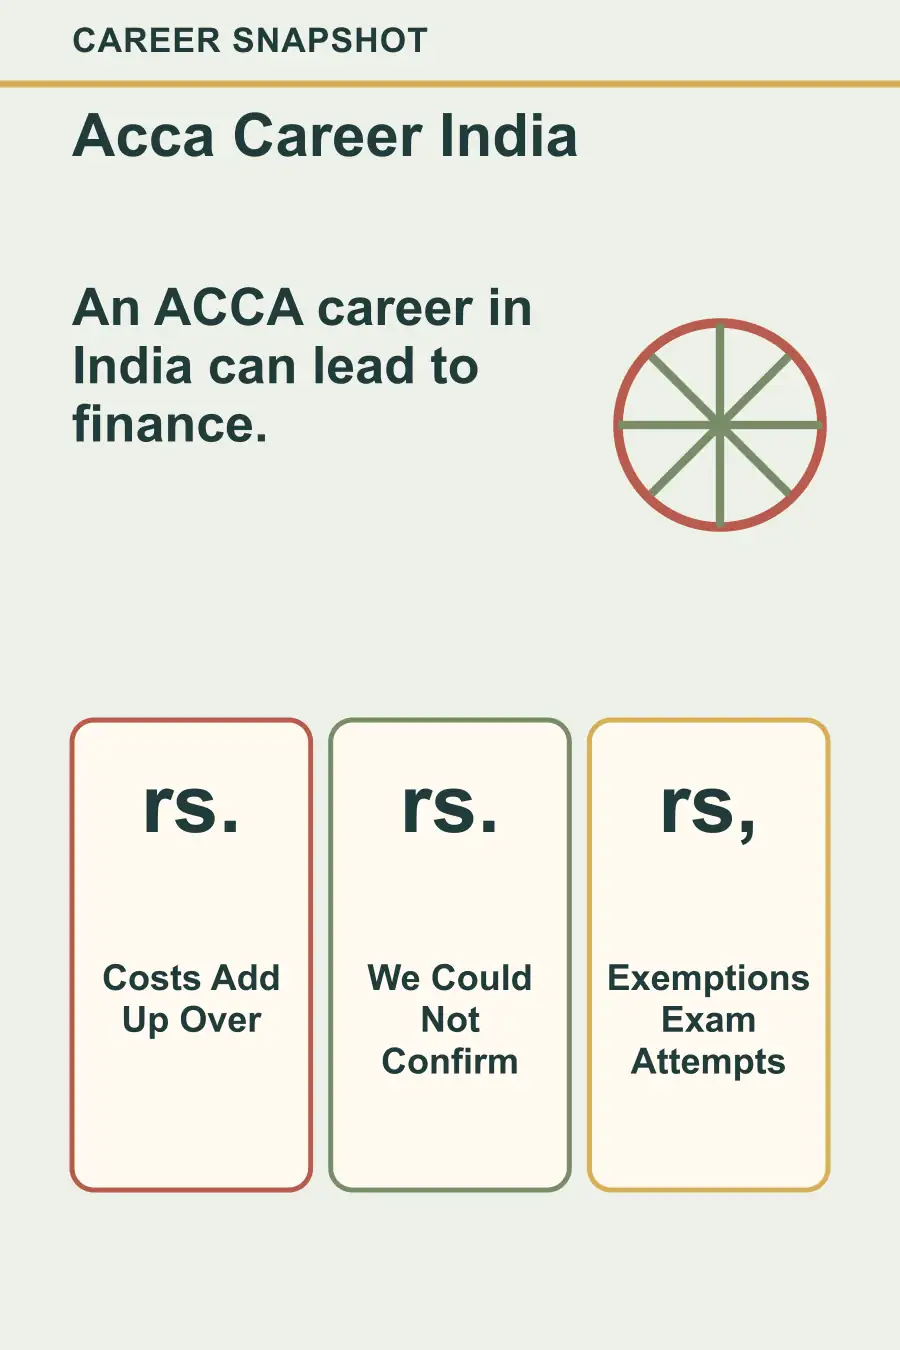 CAREER SNAPSHOT
Acca Career India
An ACCA career in
India can lead to
finance.
rs.
Costs Add
Up Over
rs.
We Could
Not
Confirm
rs,
Exemptions
Exam
Attempts